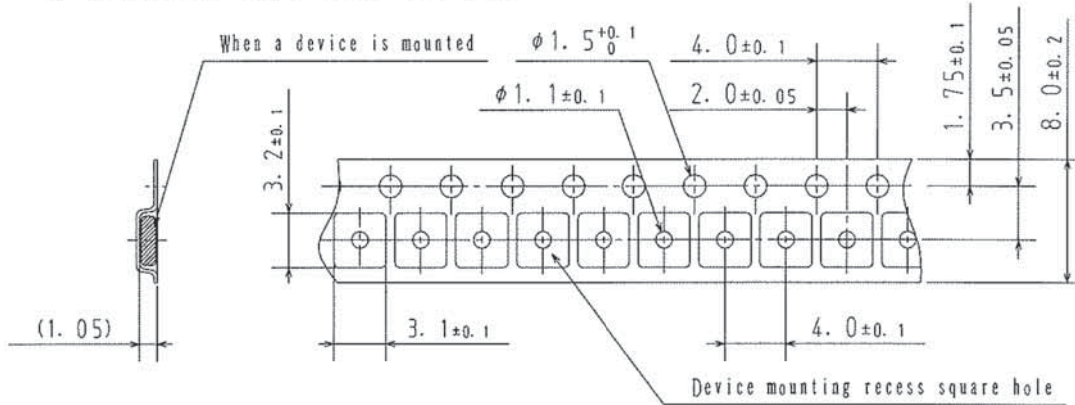 When a device is mounted
φ1.5 +0.1 0
4.0±0.1
φ1.1±0.1
2.0±0.05
1.75±0.1
3.5±0.05
8.0±0.2
3.2±0.1
(1.05)
3.1±0.1
4.0±0.1
Device mounting recess square hole